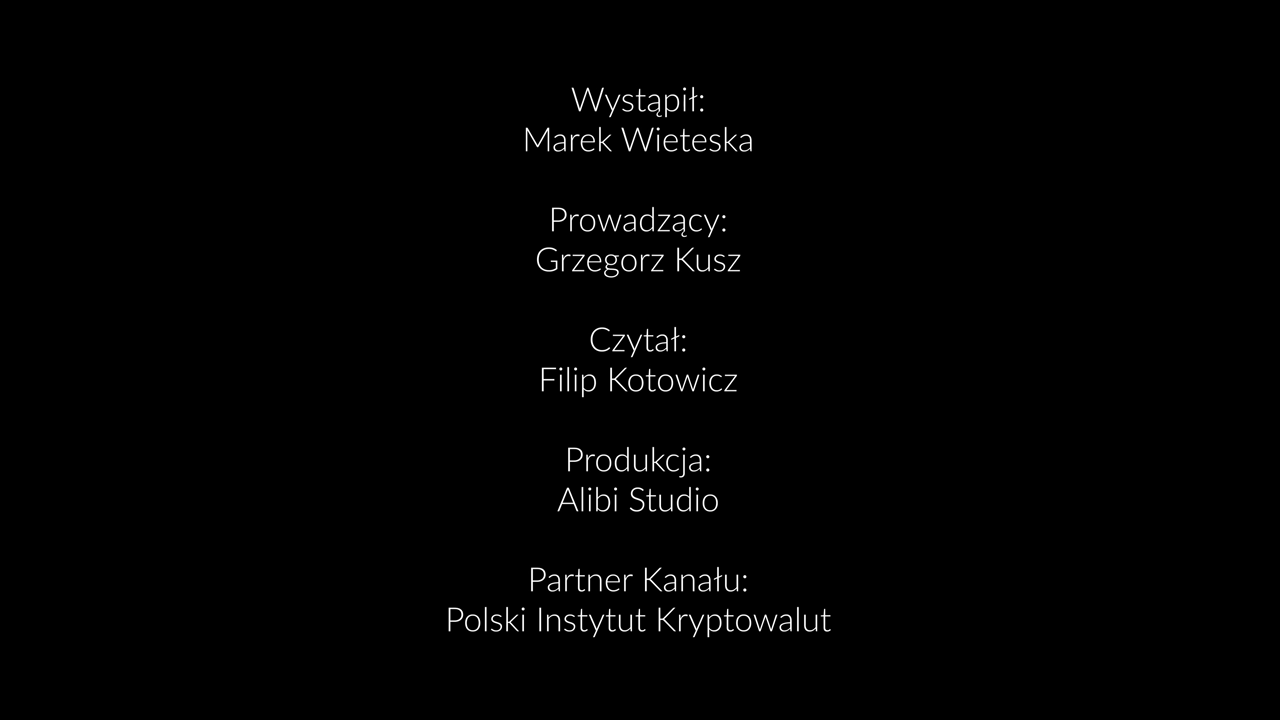 Wystąpił:
Marek Wieteska
Prowadzący:
Grzegorz Kusz
Czytał:
Filip Kotowicz
Produkcja:
Alibi Studio
Partner Kanału:
Polski Instytut Kryptowalut